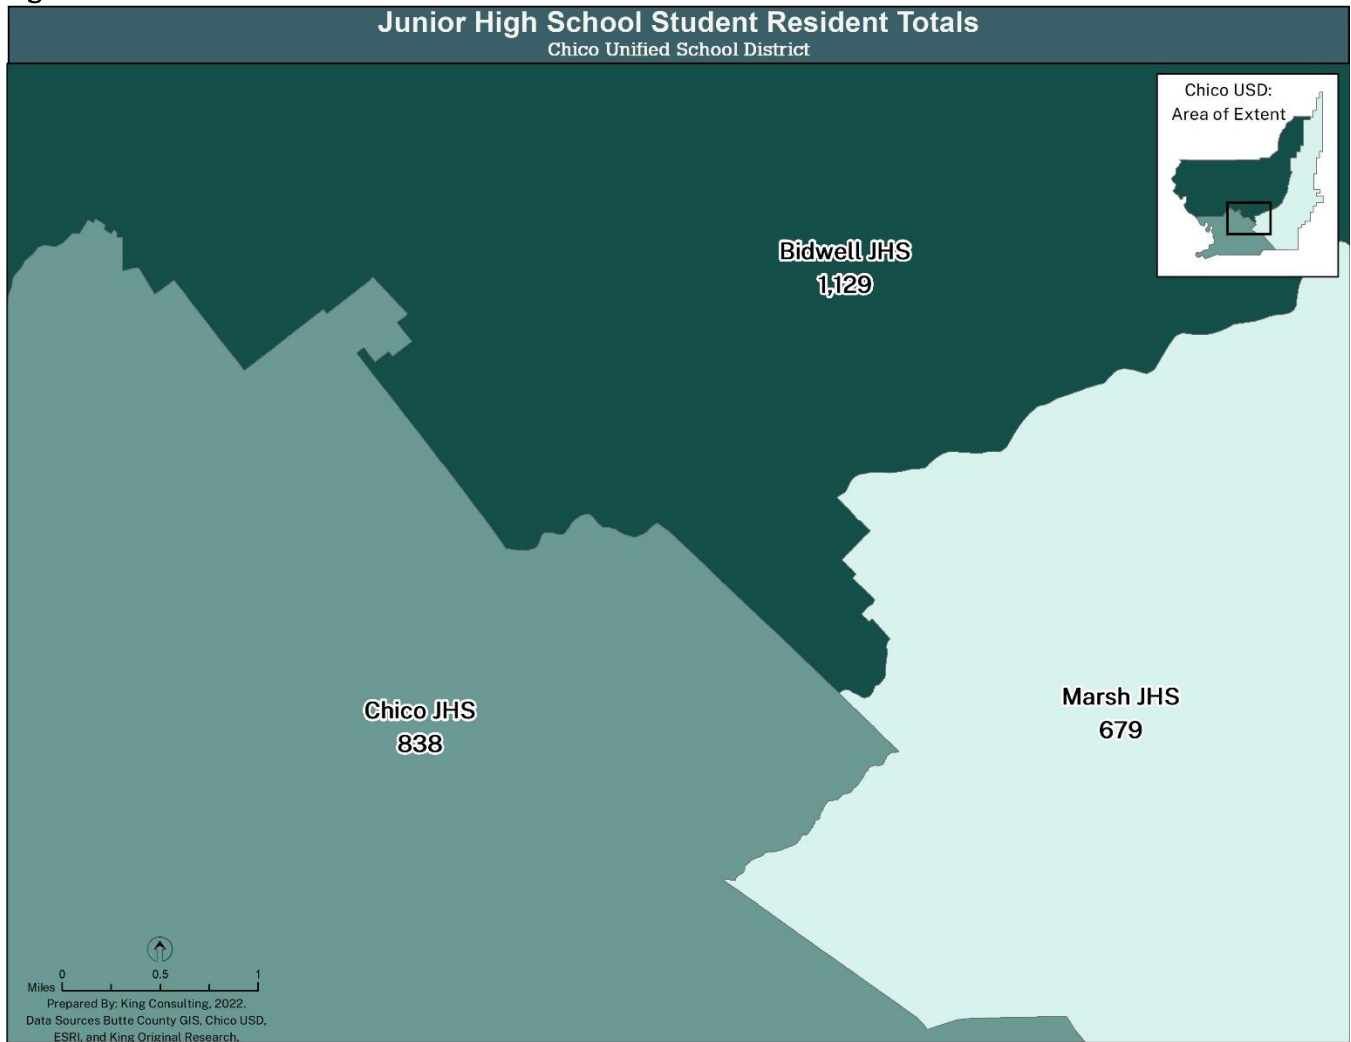 Junior High School Student Resident Totals
Chico Unified School District
Chico USD:
Area of Extent
Bidwell JHS
1,129
Chico JHS
838
Marsh JHS
679
0 0.5 1
Miles
Prepared By: King Consulting, 2022.
Data Sources Butte County GIS, Chico USD,
ESRI, and King Original Research.